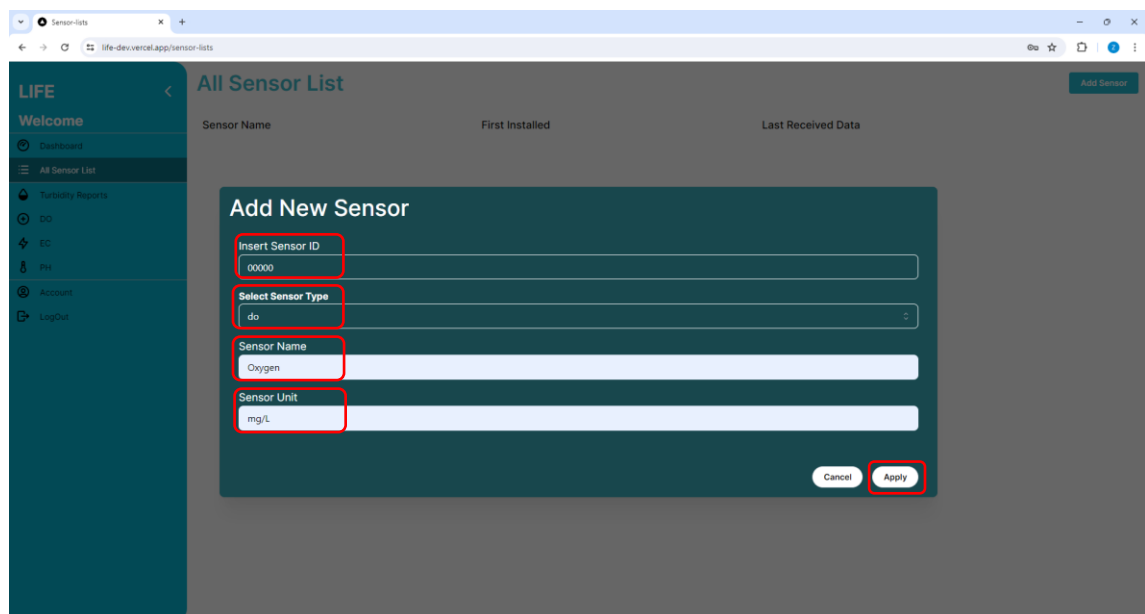 Sensor-lists
life-dev.vercel.app/sensor-lists
Z
LIFE
Welcome
Dashboard
All Sensor List
Turbidity Reports
DO
EC
PH
Account
LogOut
All Sensor List
Add Sensor
Sensor Name First Installed Last Received Data
Add New Sensor
Insert Sensor ID
00000
Select Sensor Type
do
Sensor Name
Oxygen
Sensor Unit
mg/L
Cancel Apply